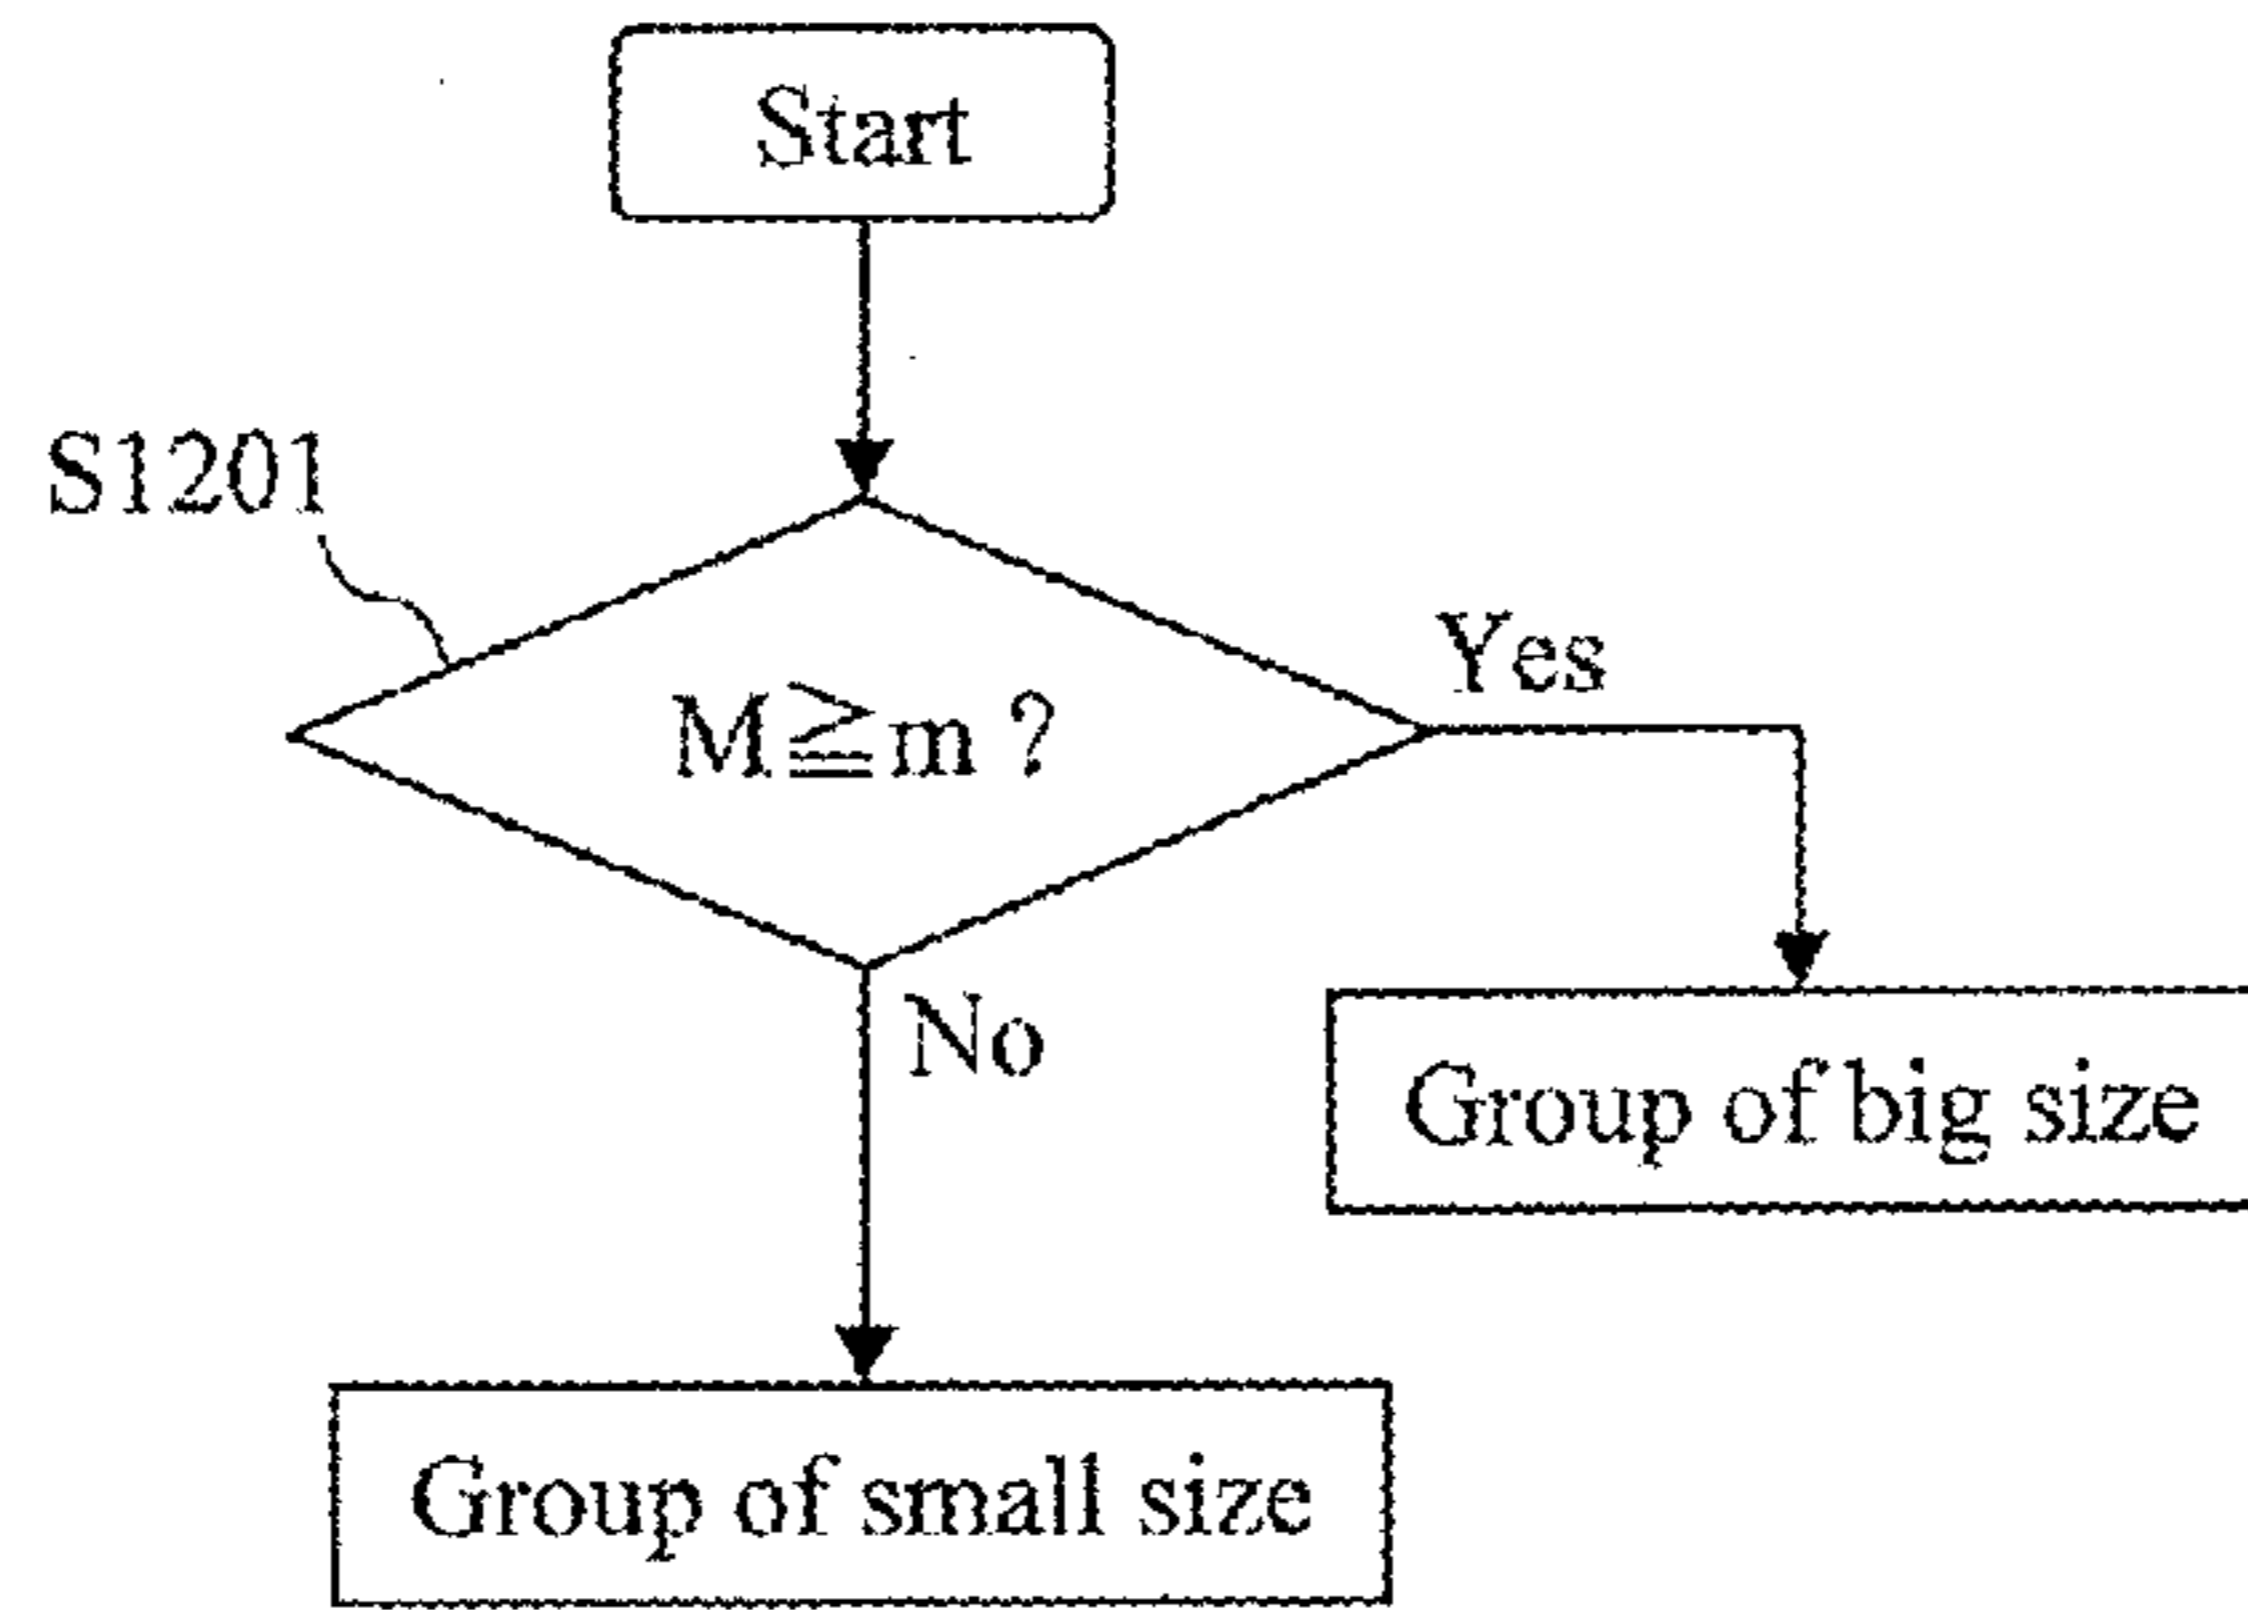 Start
S1201
M≧m ?
Yes
No
Group of big size
Group of small size